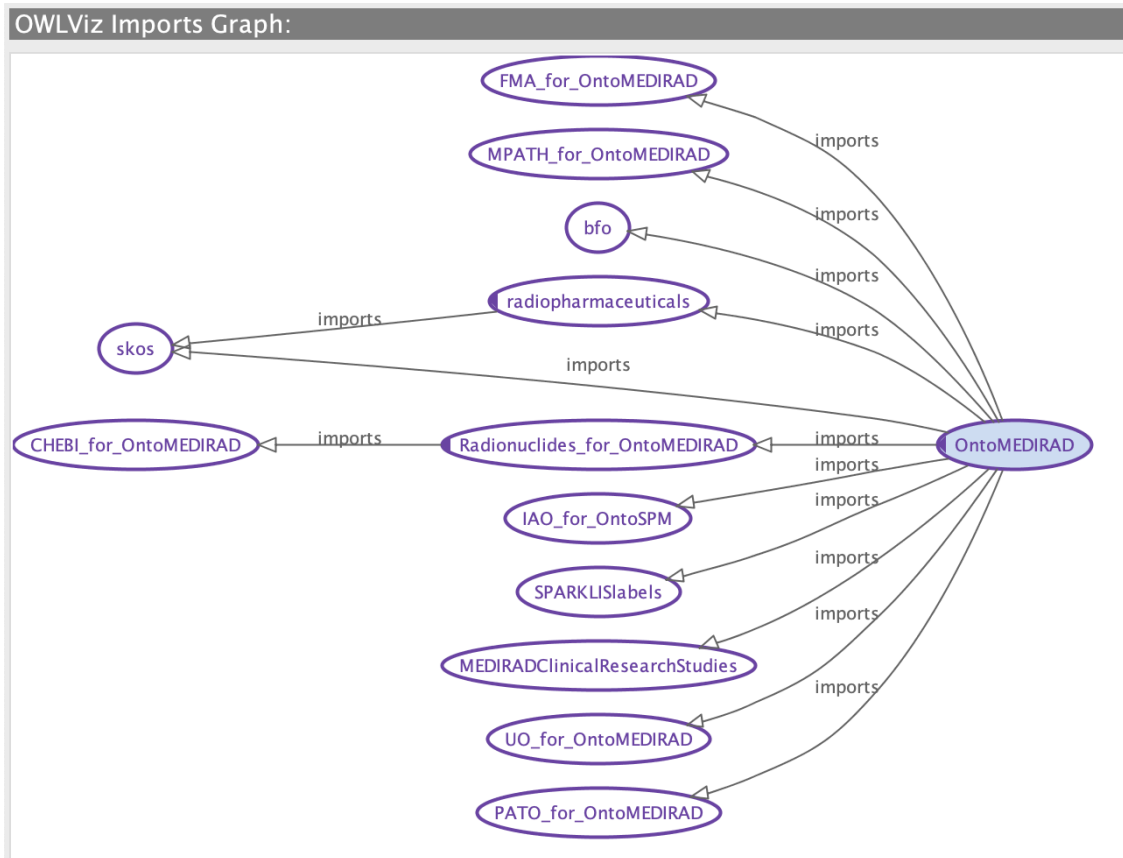 OWLViz Imports Graph:
FMA_for_OntoMEDIRAD
imports
MPATH_for_OntoMEDIRAD
imports
bfo
imports
radiopharmaceuticals
imports
imports
skos
imports
CHEBI_for_OntoMEDIRAD
imports
Radionuclides_for_OntoMEDIRAD
imports
OntoMEDIRAD
imports
IAO_for_OntoSPM
imports
SPARKLISlabels
imports
MEDIRADClinicalResearchStudies
imports
UO_for_OntoMEDIRAD
imports
PATO_for_OntoMEDIRAD